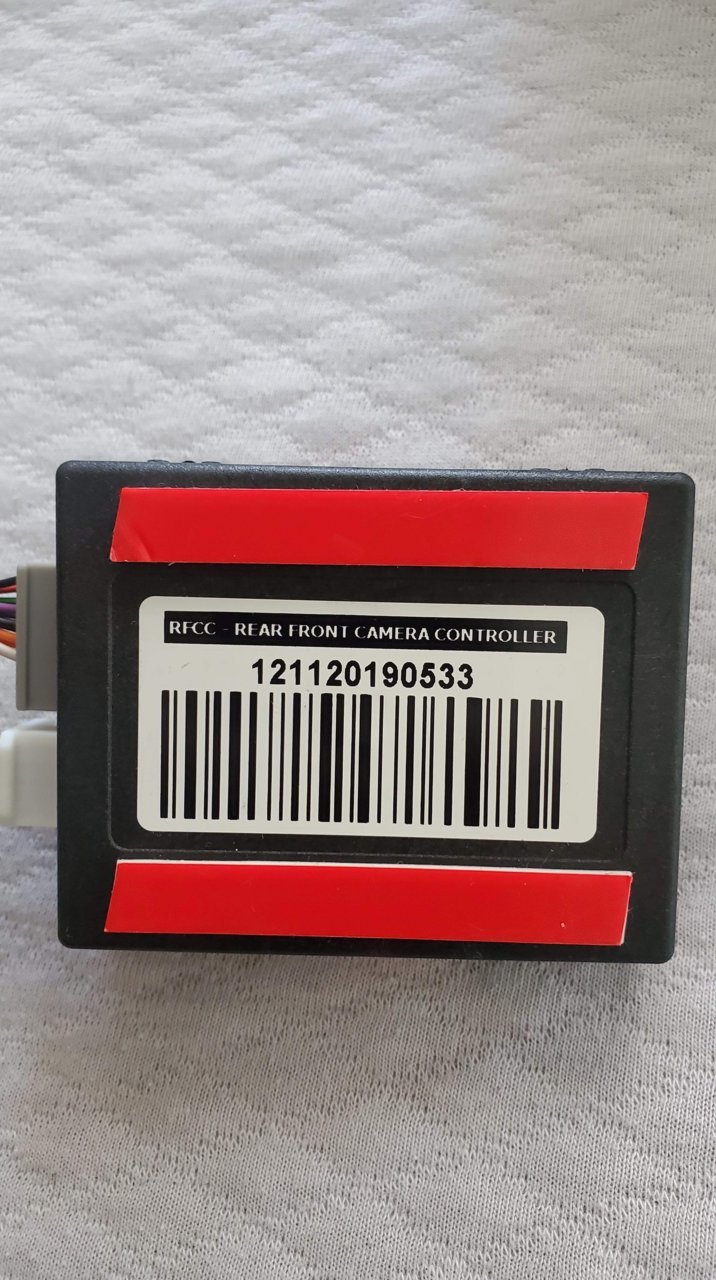 RFCC - REAR FRONT CAMERA CONTROLLER
121120190533